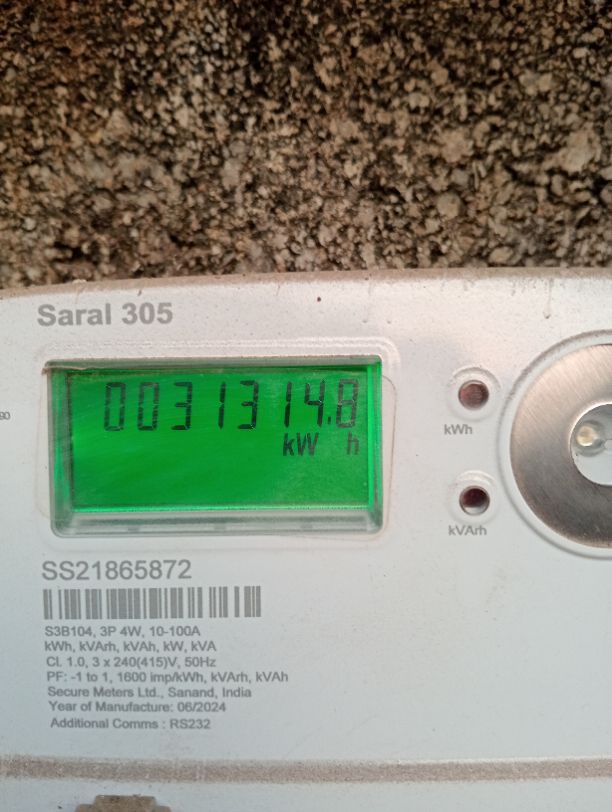 Saral 305
0031314.8
kW h
kWh
kVArh
SS21865872
S3B104, 3P 4W, 10-100A
kWh, kVArh, kVAh, kW, kVA
Cl. 1.0, 3 x 240(415)V, 50Hz
PF: -1 to 1, 1600 imp/kWh, kVArh, kVAh
Secure Meters Ltd., Sanand, India
Year of Manufacture: 06/2024
Additional Comms : RS232